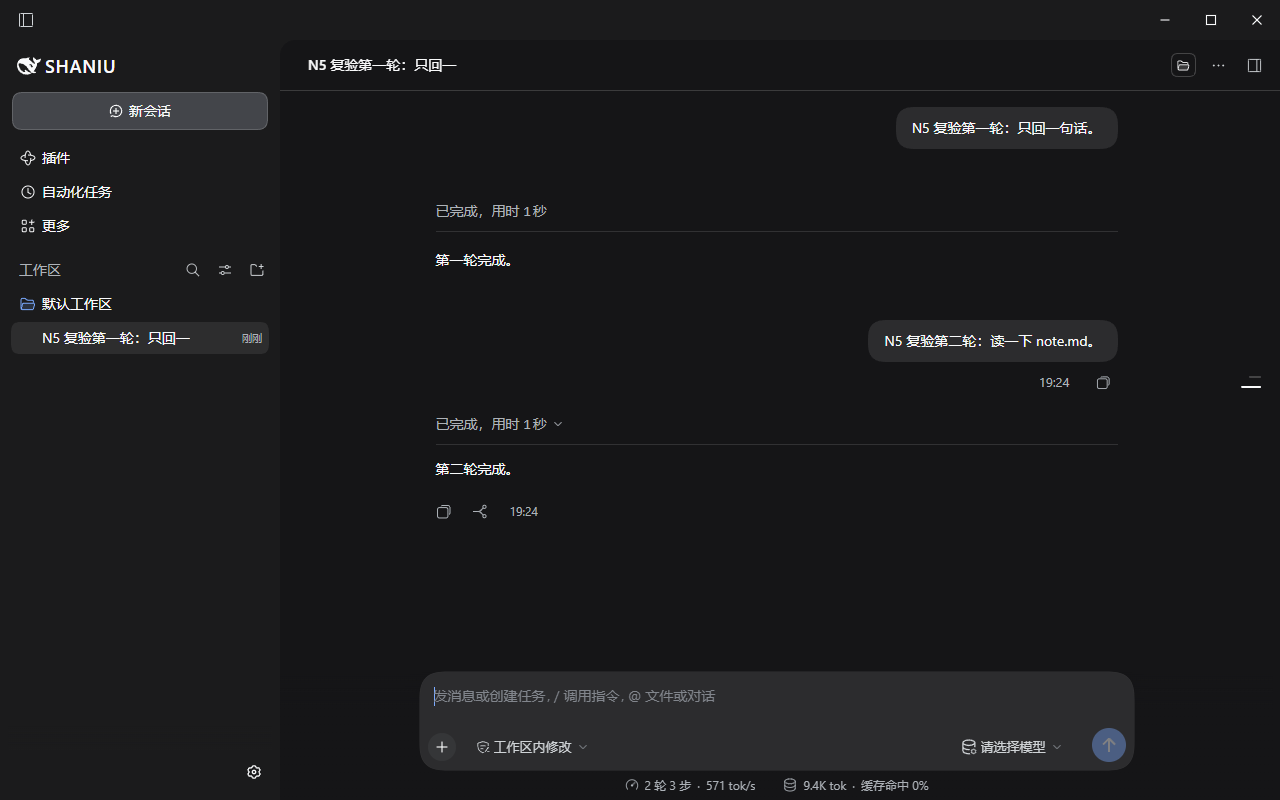 SHANIU
新会话
插件
自动化任务
更多
工作区
默认工作区
N5 复验第一轮：只回一
刚刚
N5 复验第一轮：只回一
N5 复验第一轮：只回一句话。
已完成，用时 1 秒
第一轮完成。
N5 复验第二轮：读一下 note.md。
19:24
已完成，用时 1 秒
第二轮完成。
19:24
发消息或创建任务, / 调用指令, @ 文件或对话
工作区内修改
请选择模型
2 轮 3 步 · 571 tok/s
9.4K tok · 缓存命中 0%